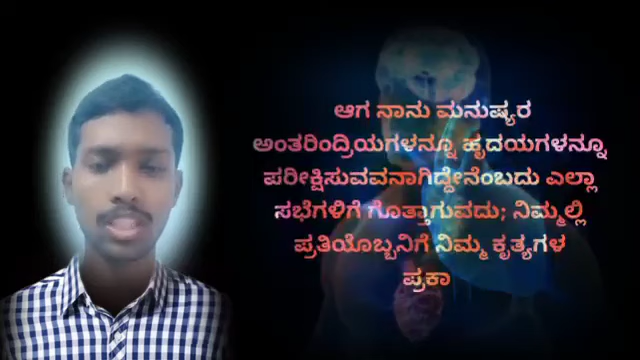 ಆಗ ನಾನು ಮನುಷ್ಯರ
ಅಂತರಿಂದ್ರಿಯಗಳನ್ನೂ ಹೃದಯಗಳನ್ನೂ
ಪರೀಕ್ಷಿಸುವವನಾಗಿದ್ದೇನೆಂಬದು ಎಲ್ಲಾ
ಸಭೆಗಳಿಗೆ ಗೊತ್ತಾಗುವದು; ನಿಮ್ಮಲ್ಲಿ
ಪ್ರತಿಯೊಬ್ಬನಿಗೆ ನಿಮ್ಮ ಕೃತ್ಯಗಳ
ಪ್ರಕಾ